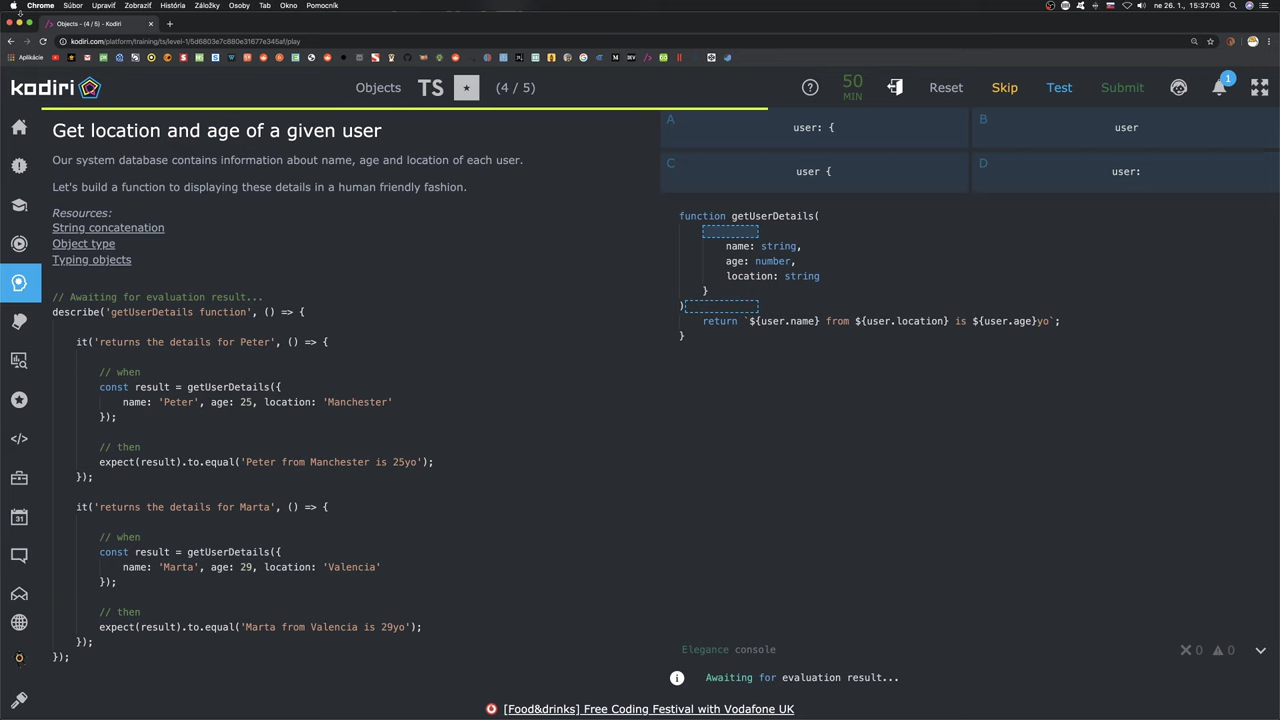 Chrome Súbor Upraviť Zobraziť História Záložky Osoby Tab Okno Pomocník ne 26. 1., 15:37:03
Objects - (4 / 5) - Kodiri
kodiri.com/platform/training/ts/level-1/5d6803e7c880e31677e345af/play
Aplikácie
kodiri Objects TS (4 / 5) 50 MIN Reset Skip Test Submit 1
Get location and age of a given user
Our system database contains information about name, age and location of each user.
Let's build a function to displaying these details in a human friendly fashion.
Resources:
String concatenation
Object type
Typing objects
// Awaiting for evaluation result...
describe('getUserDetails function', () => {
it('returns the details for Peter', () => {
// when
const result = getUserDetails({
name: 'Peter', age: 25, location: 'Manchester'
});
// then
expect(result).to.equal('Peter from Manchester is 25yo');
});
it('returns the details for Marta', () => {
// when
const result = getUserDetails({
name: 'Marta', age: 29, location: 'Valencia'
});
// then
expect(result).to.equal('Marta from Valencia is 29yo');
});
});
A user: {
B user
C user {
D user:
function getUserDetails(
name: string,
age: number,
location: string
}
)
return `${user.name} from ${user.location} is ${user.age}yo`;
}
Elegance console 0 0
Awaiting for evaluation result...
31
[Food&drinks] Free Coding Festival with Vodafone UK